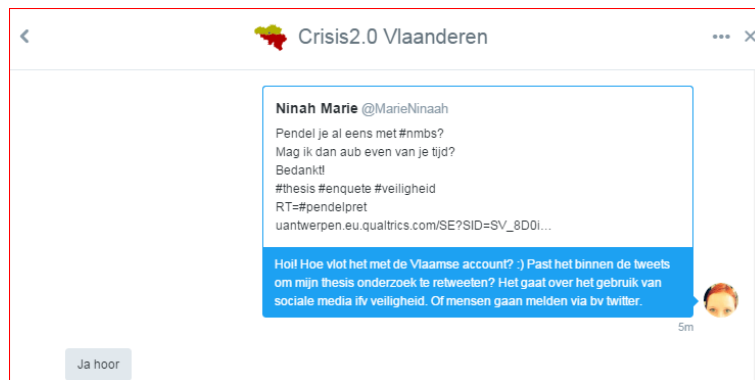 Crisis2.0 Vlaanderen
Ninah Marie @MarieNinaah
Pendel je al eens met #nmbs?
Mag ik dan aub even van je tijd?
Bedankt!
#thesis #enquete #veiligheid
RT=#pendelpret
uantwerpen.eu.qualtrics.com/SE?SID=SV_8D0i...
Hoi! Hoe vlot het met de Vlaamse account? :) Past het binnen de tweets
om mijn thesis onderzoek te retweeten? Het gaat over het gebruik van
sociale media ifv veiligheid. Of mensen gaan melden via bv twitter.
5m
Ja hoor